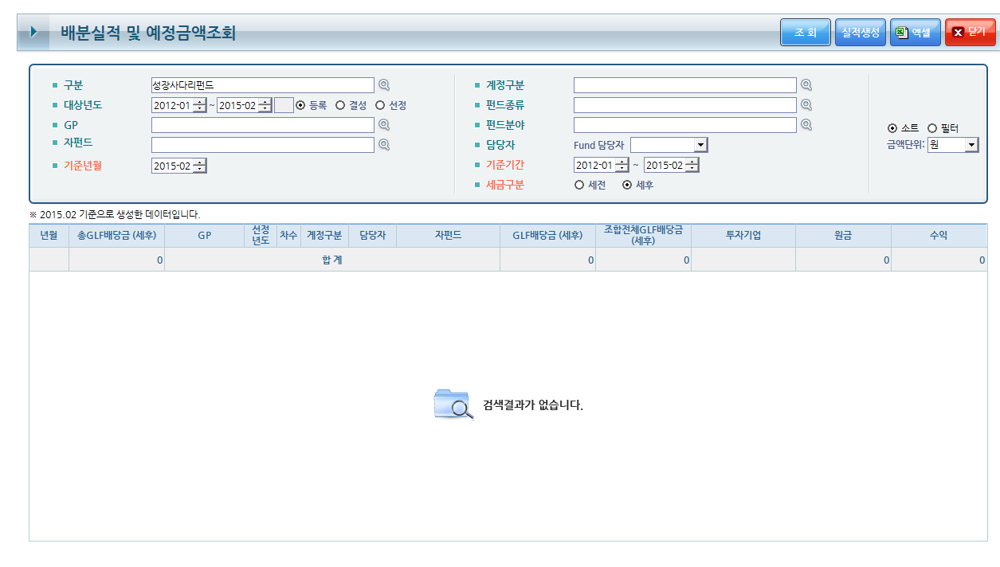 배분실적 및 예정금액조회
조 회 실적생성 엑셀 닫기
구분 성장사다리펀드 계정구분
대상년도 2012-01 ~ 2015-02 등록 결성 선정 펀드종류
GP 펀드분야
소트 필터
자펀드 담당자 Fund 담당자 금액단위: 원
기준년월 2015-02 기준기간 2012-01 ~ 2015-02
세금구분 세전 세후
※ 2015.02 기준으로 생성한 데이터입니다.
년월 총GLF배당금 (세후) GP 선정년도 차수 계정구분 담당자 자펀드 GLF배당금 (세후) 조합전체GLF배당금 (세후) 투자기업 원금 수익
0 합 계 0 0 0 0
검색결과가 없습니다.